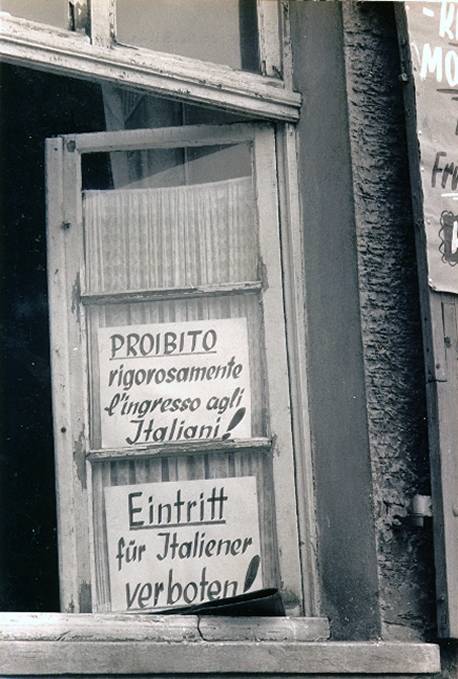 PROIBITO
rigorosamente
l'ingresso agli
Italiani!
Eintritt
für Italiener
verboten!